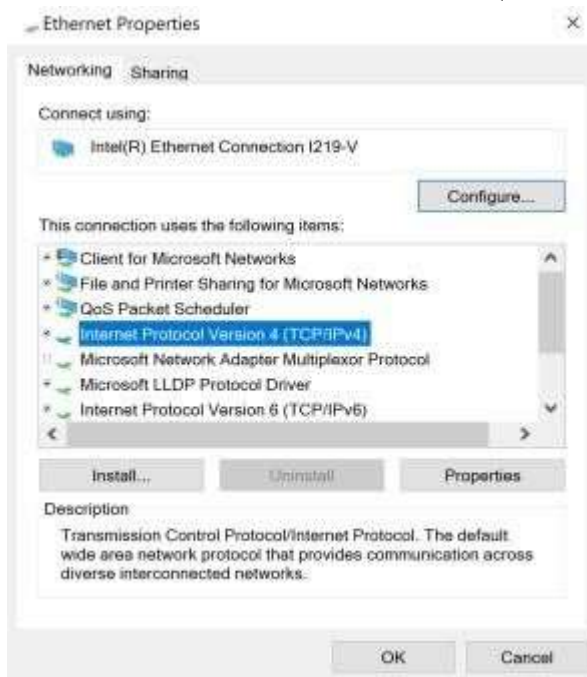 Ethernet Properties
Networking Sharing
Connect using:
Intel(R) Ethernet Connection I219-V
Configure...
This connection uses the following items:
Client for Microsoft Networks
File and Printer Sharing for Microsoft Networks
QoS Packet Scheduler
Internet Protocol Version 4 (TCP/IPv4)
Microsoft Network Adapter Multiplexor Protocol
Microsoft LLDP Protocol Driver
Internet Protocol Version 6 (TCP/IPv6)
Install... Uninstall Properties
Description
Transmission Control Protocol/Internet Protocol. The default
wide area network protocol that provides communication across
diverse interconnected networks.
OK Cancel